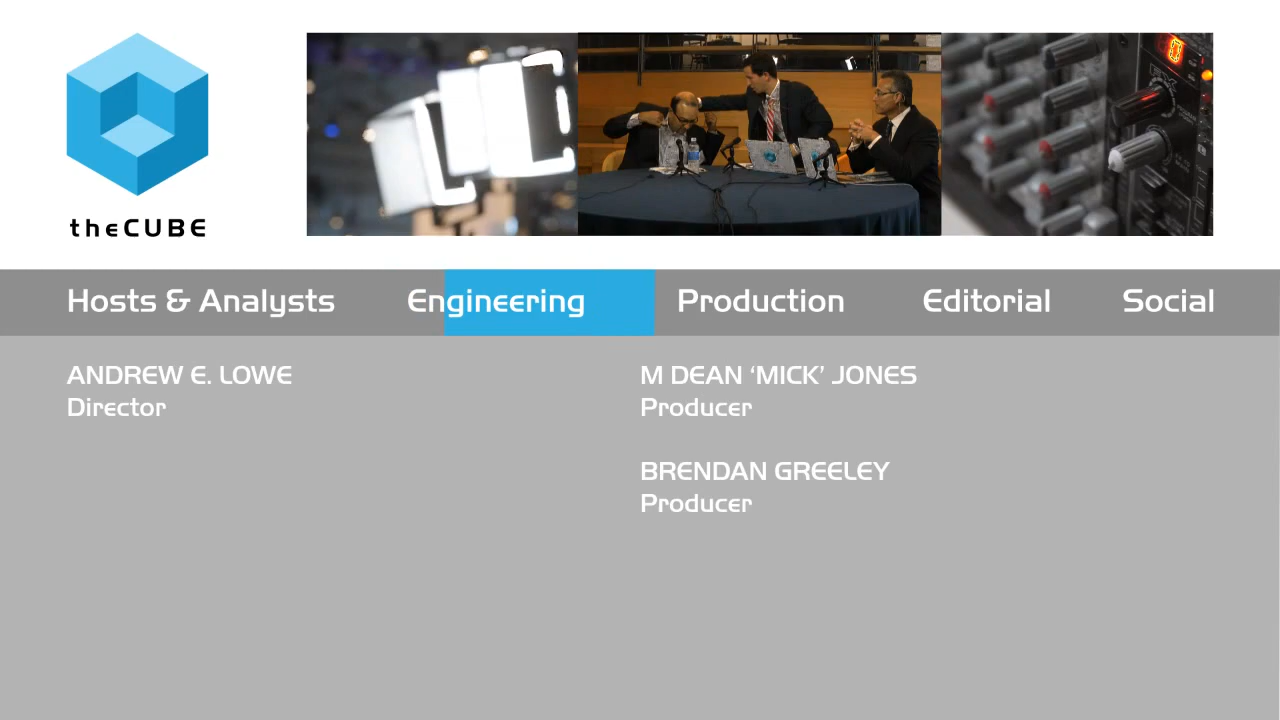 theCUBE
Hosts & Analysts Engineering Production Editorial Social
ANDREW E. LOWE
Director
M DEAN ‘MICK’ JONES
Producer
BRENDAN GREELEY
Producer